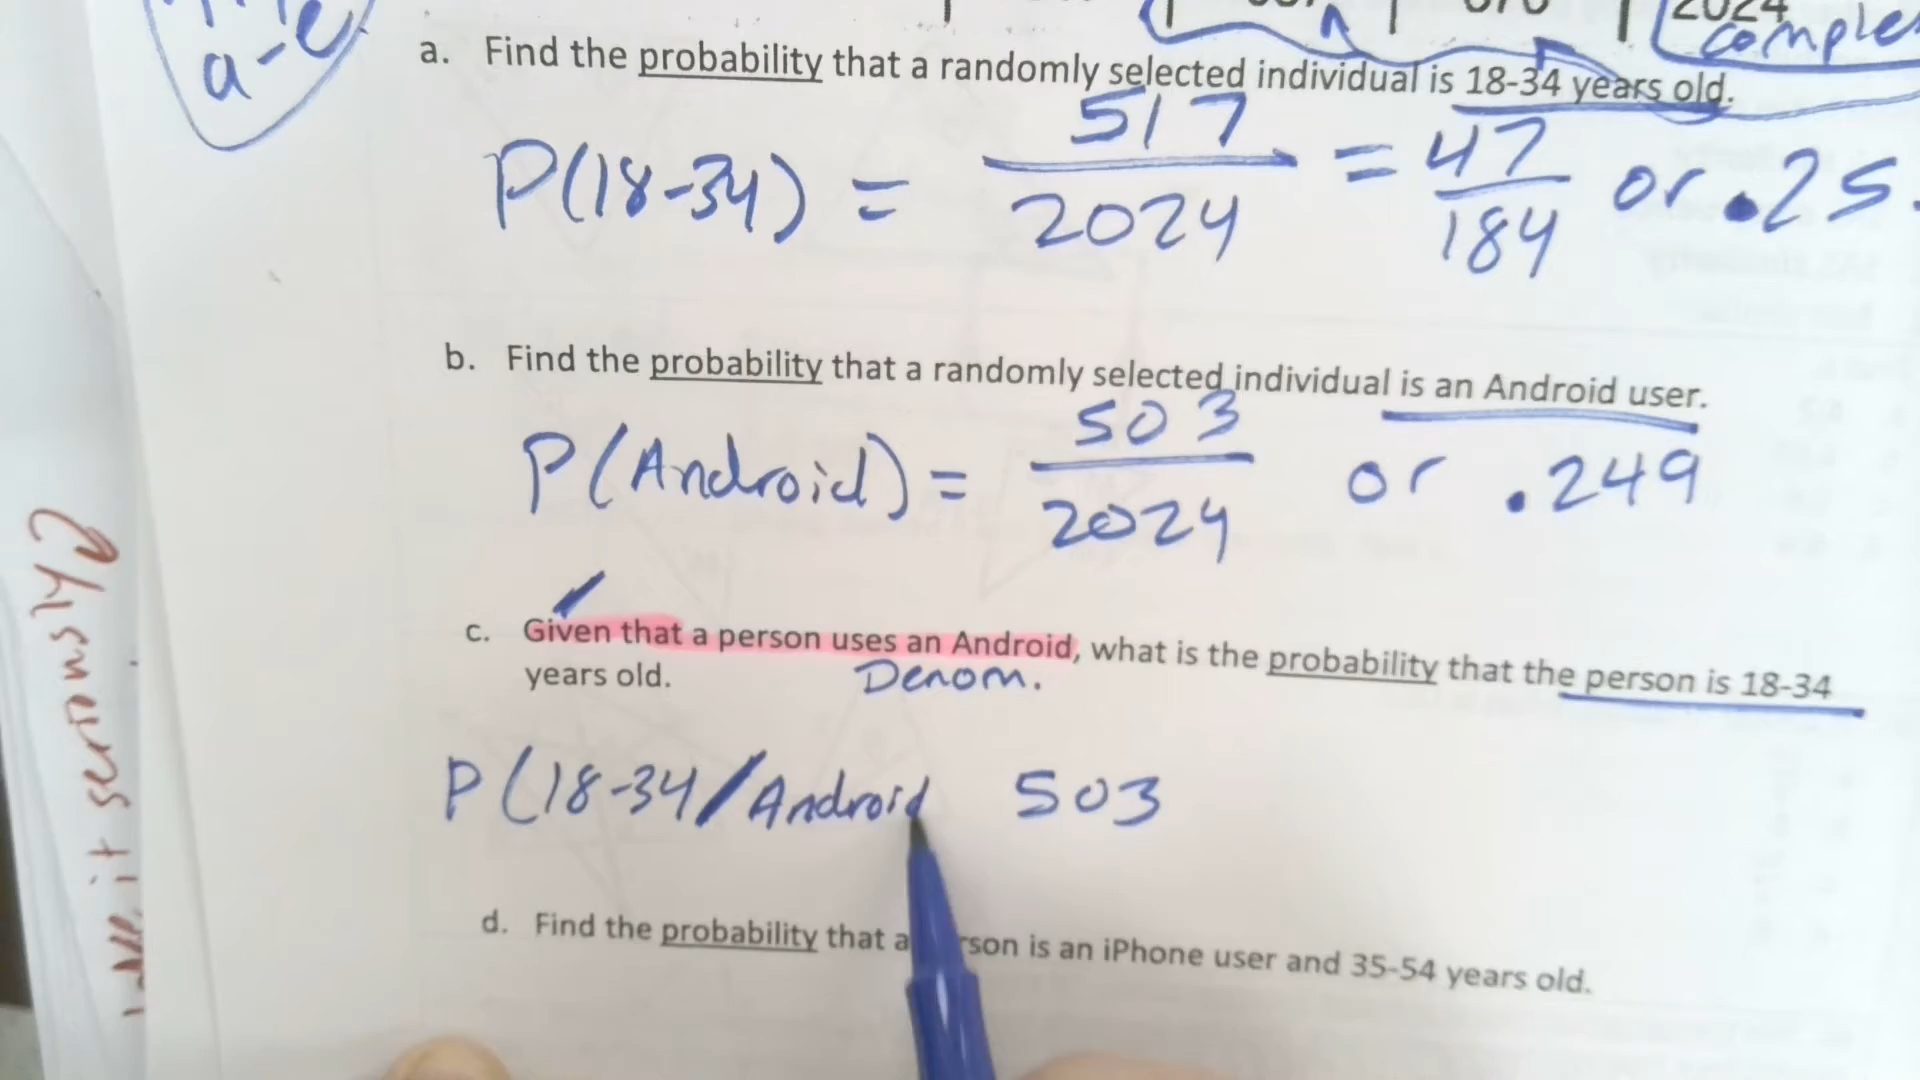 2024
comple
a-e
a. Find the probability that a randomly selected individual is 18-34 years old.
P(18-34) = 517/2024 = 47/184 or .25
b. Find the probability that a randomly selected individual is an Android user.
P(Android) = 503/2024 or .249
c. Given that a person uses an Android, what is the probability that the person is 18-34
years old.
Denom.
P(18-34/Android 503
d. Find the probability that a son is an iPhone user and 35-54 years old.
it serious!?